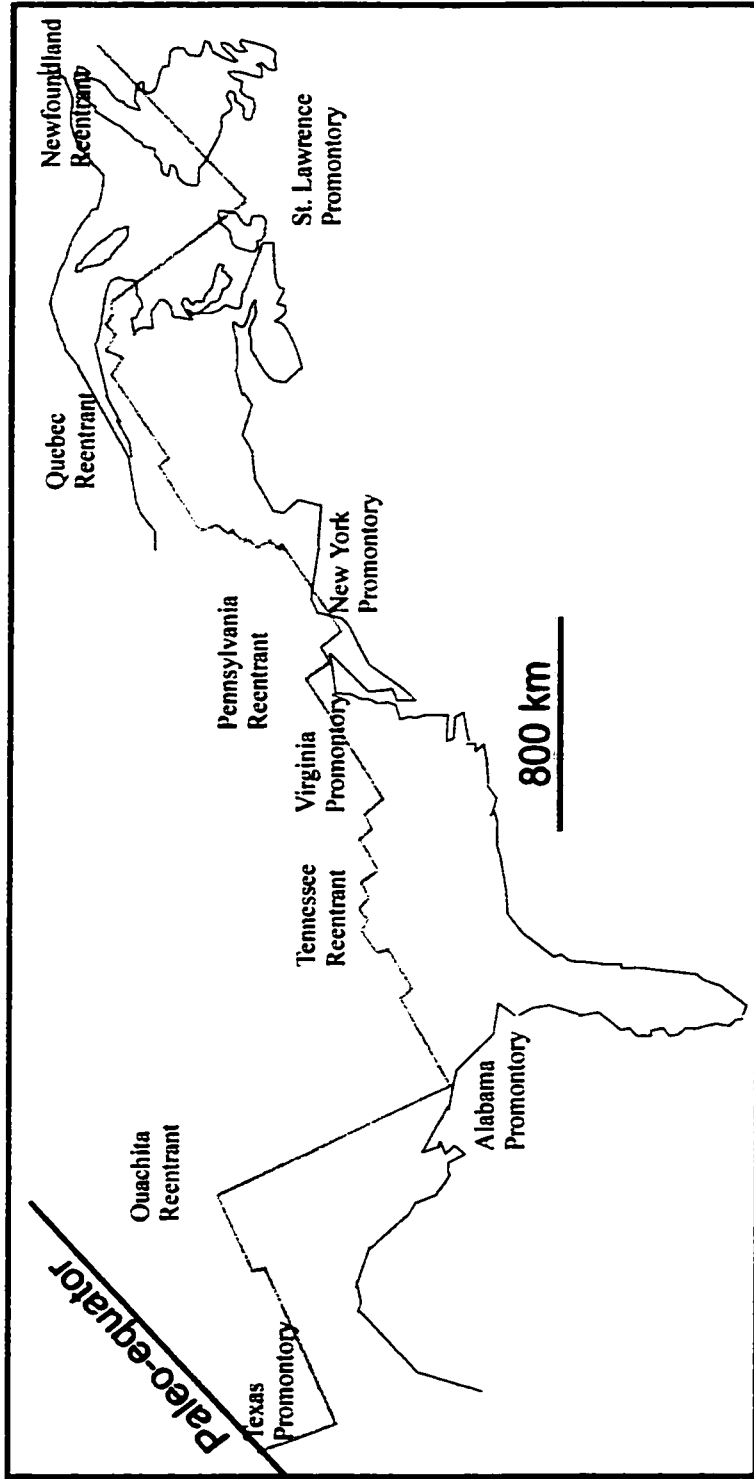 Paleo-equator
Texas
Promontory
Ouachita
Reentrant
Alabama
Promontory
Tennessee
Reentrant
Virginia
Promoptory
Pennsylvania
Reentrant
New York
Promontory
800 km
Quebec
Reentrant
St. Lawrence
Promontory
Newfoundland
Reentrant